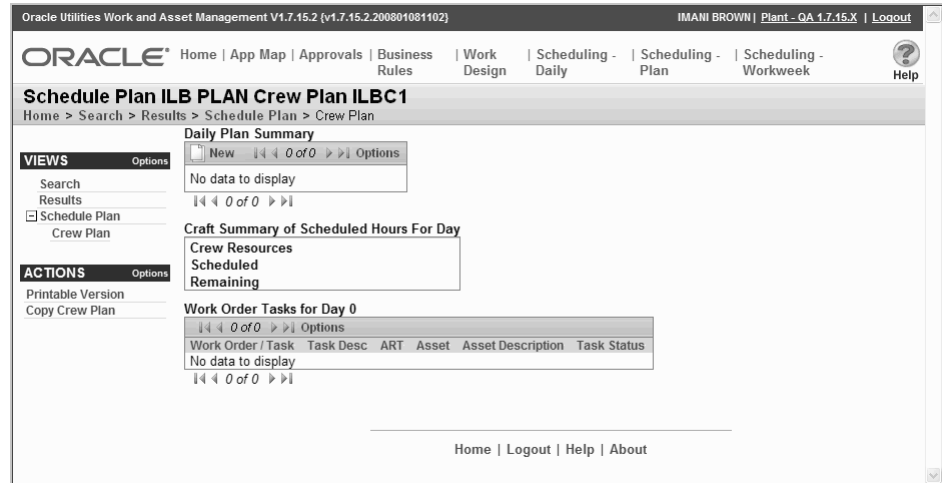 Oracle Utilities Work and Asset Management V1.7.15.2 {v1.7.15.2.200801081102} IMANI BROWN | Plant - QA 1.7.15.X | Logout
ORACLE Home | App Map | Approvals | Business Rules | Work Design | Scheduling - Daily | Scheduling - Plan | Scheduling - Workweek Help
Schedule Plan ILB PLAN Crew Plan ILBC1
Home > Search > Results > Schedule Plan > Crew Plan
VIEWS Options
Search
Results
Schedule Plan
Crew Plan
ACTIONS Options
Printable Version
Copy Crew Plan
Daily Plan Summary
New 0 of 0 Options
No data to display
0 of 0
Craft Summary of Scheduled Hours For Day
Crew Resources
Scheduled
Remaining
Work Order Tasks for Day 0
0 of 0 Options
Work Order / Task Task Desc ART Asset Asset Description Task Status
No data to display
0 of 0
Home | Logout | Help | About